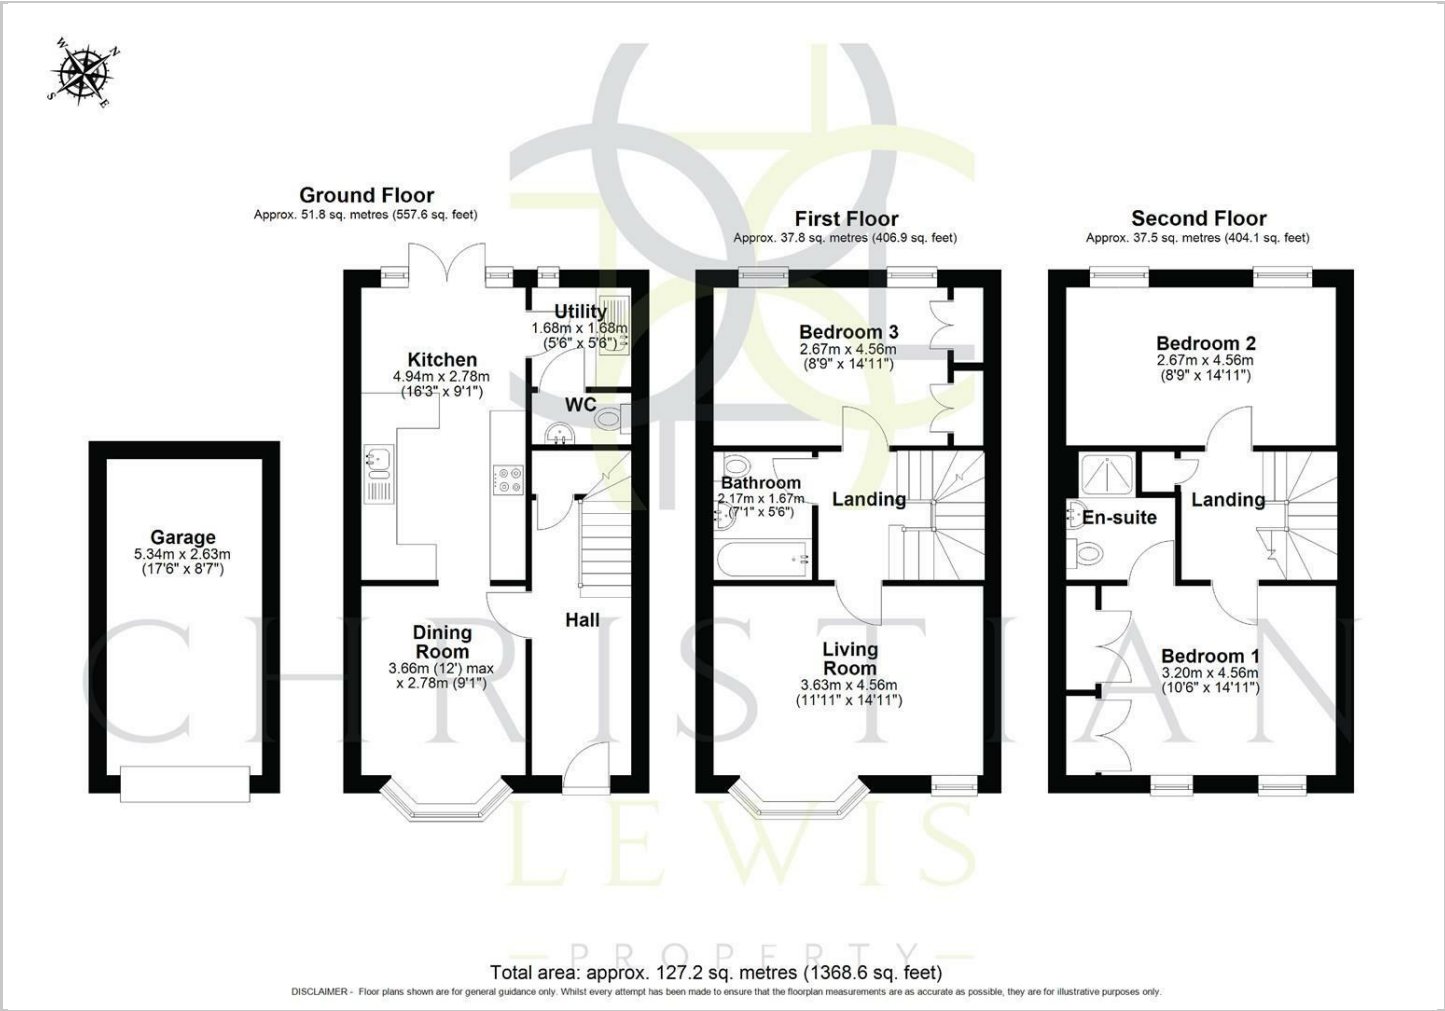 W
N
S
E
Ground Floor
Approx. 51.8 sq. metres (557.6 sq. feet)
Kitchen
4.94m x 2.78m
(16'3" x 9'1")
Utility
1.68m x 1.68m
(5'6" x 5'6")
WC
Garage
5.34m x 2.63m
(17'6" x 8'7")
Dining
Room
3.66m (12') max
x 2.78m (9'1")
Hall
First Floor
Approx. 37.8 sq. metres (406.9 sq. feet)
Bedroom 3
2.67m x 4.56m
(8'9" x 14'11")
Bathroom
2.17m x 1.67m
(7'1" x 5'6")
Landing
Living
Room
3.63m x 4.56m
(11'11" x 14'11")
Second Floor
Approx. 37.5 sq. metres (404.1 sq. feet)
Bedroom 2
2.67m x 4.56m
(8'9" x 14'11")
En-suite
Landing
Bedroom 1
3.20m x 4.56m
(10'6" x 14'11")
CHRISTIAN
LEWIS
PROPERTY
Total area: approx. 127.2 sq. metres (1368.6 sq. feet)
DISCLAIMER - Floor plans shown are for general guidance only. Whilst every attempt has been made to ensure that the floorplan measurements are as accurate as possible, they are for illustrative purposes only.